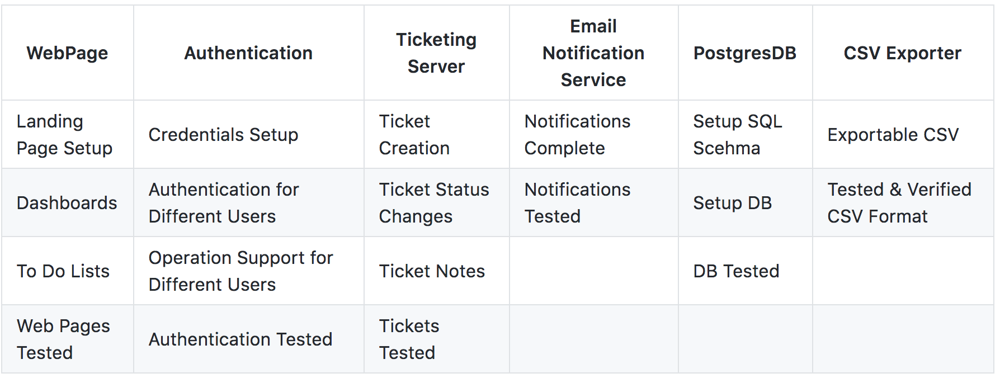 WebPage
Authentication
Ticketing
Server
Email
Notification
Service
PostgresDB
CSV Exporter
Landing
Page Setup
Credentials Setup
Ticket
Creation
Notifications
Complete
Setup SQL
Scehma
Exportable CSV
Dashboards
Authentication for
Different Users
Ticket Status
Changes
Notifications
Tested
Setup DB
Tested & Verified
CSV Format
To Do Lists
Operation Support for
Different Users
Ticket Notes
DB Tested
Web Pages
Tested
Authentication Tested
Tickets
Tested